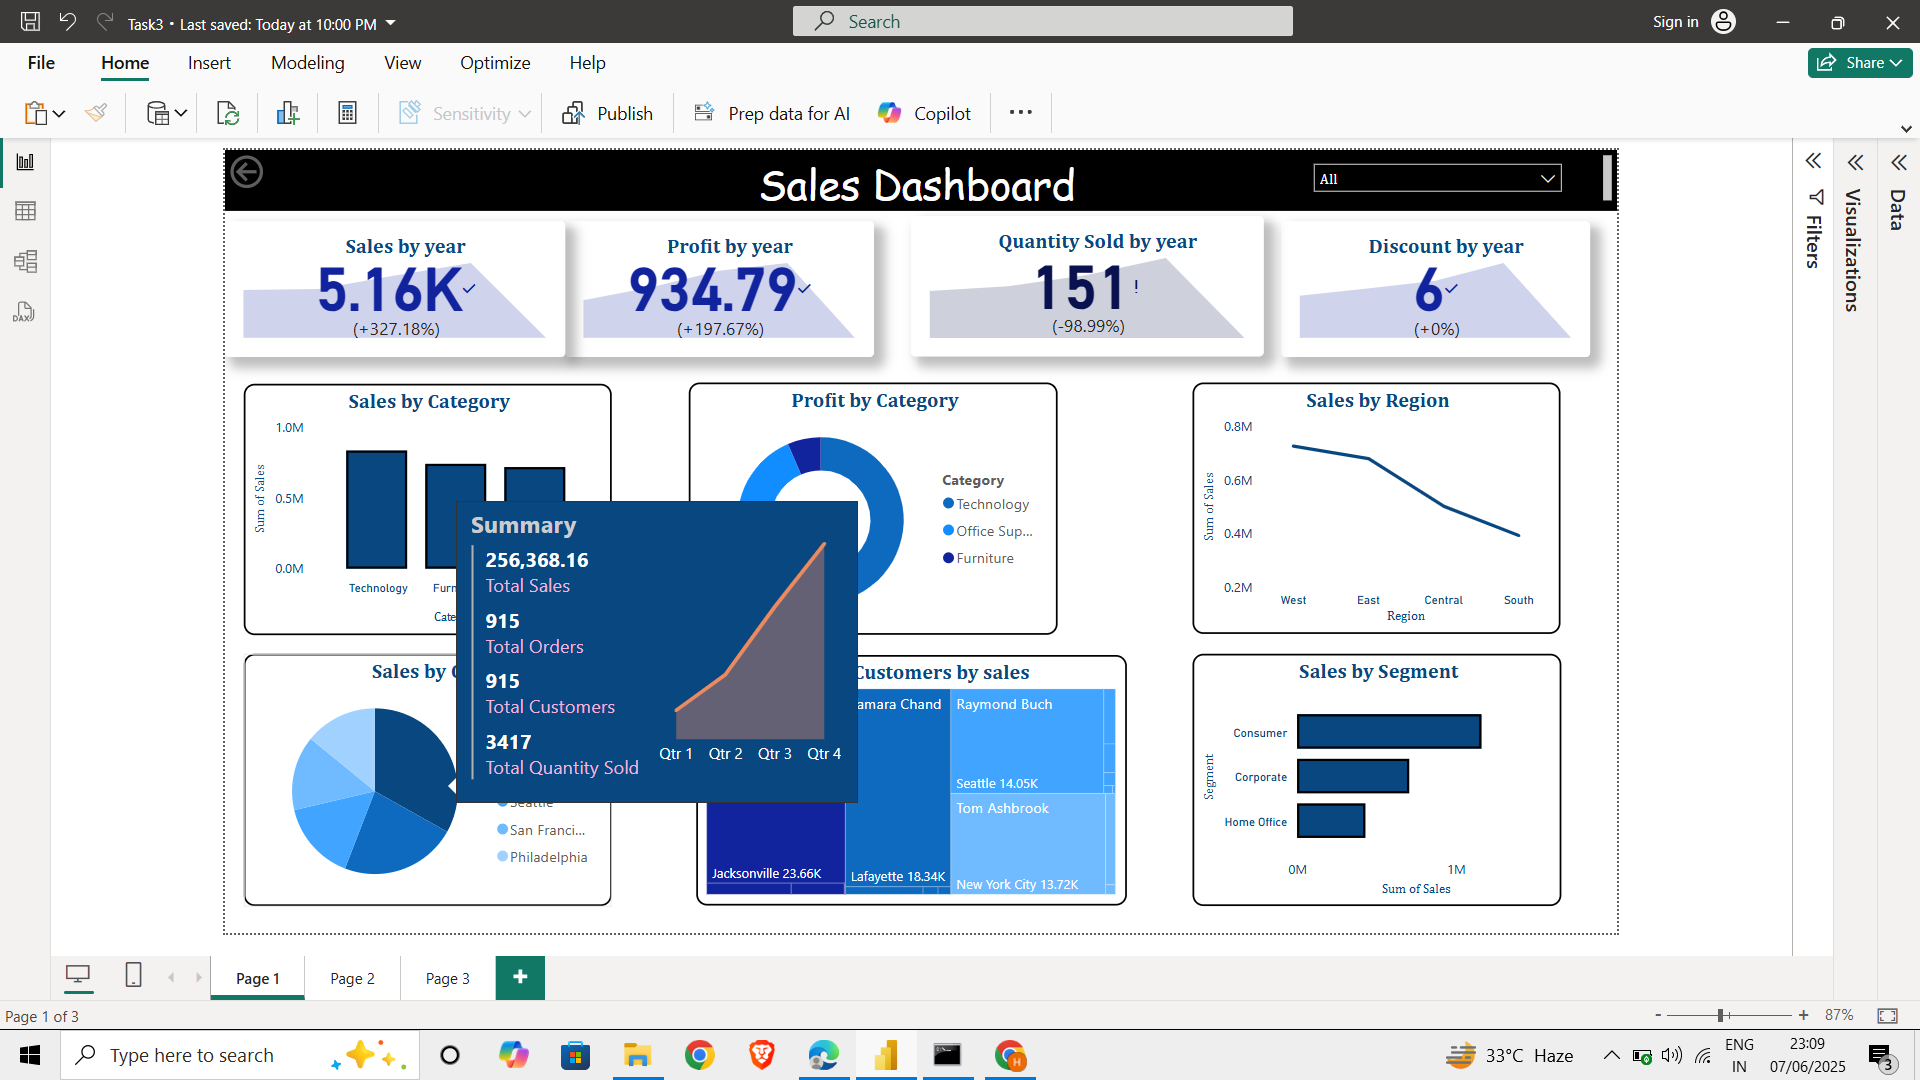 Task3 • Last saved: Today at 10:00 PM
Search
Sign in
File
Home
Insert
Modeling
View
Optimize
Help
Share
Sensitivity
Publish
Prep data for AI
Copilot
DAX
Sales Dashboard
All
Filters
Visualizations
Data
Sales by year
5.16K
(+327.18%)
Profit by year
934.79
(+197.67%)
Quantity Sold by year
151 !
(-98.99%)
Discount by year
6
(+0%)
Sales by Category
1.0M
0.5M
0.0M
Sum of Sales
Technology
Furn
Cate
Profit by Category
Category
Technology
Office Sup...
Furniture
Sales by Region
0.8M
0.6M
0.4M
0.2M
Sum of Sales
West
East
Central
South
Region
Summary
256,368.16
Total Sales
915
Total Orders
915
Total Customers
3417
Total Quantity Sold
Qtr 1
Qtr 2
Qtr 3
Qtr 4
Sales by
Seattle
San Franci...
Philadelphia
Customers by sales
Jacksonville 23.66K
amara Chand
Lafayette 18.34K
Raymond Buch
Seattle 14.05K
Tom Ashbrook
New York City 13.72K
Sales by Segment
Segment
Consumer
Corporate
Home Office
0M
1M
Sum of Sales
Page 1
Page 2
Page 3
+
Page 1 of 3
- + 87%
Type here to search
33°C Haze
ENG
IN
23:09
07/06/2025
3